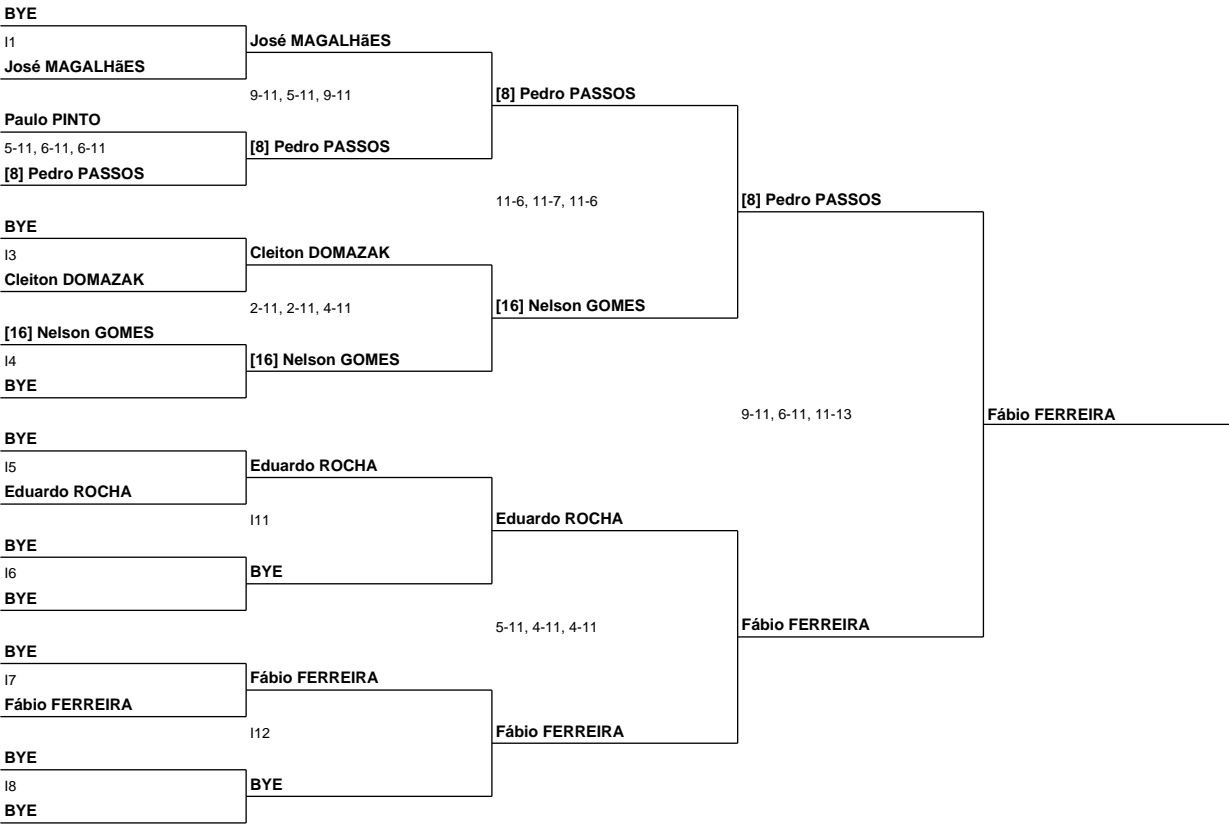 BYE
I1
José MAGALHãES
José MAGALHãES
9-11, 5-11, 9-11
[8] Pedro PASSOS
Paulo PINTO
5-11, 6-11, 6-11
[8] Pedro PASSOS
[8] Pedro PASSOS
11-6, 11-7, 11-6
[8] Pedro PASSOS
BYE
I3
Cleiton DOMAZAK
Cleiton DOMAZAK
2-11, 2-11, 4-11
[16] Nelson GOMES
[16] Nelson GOMES
I4
BYE
[16] Nelson GOMES
9-11, 6-11, 11-13
Fábio FERREIRA
BYE
I5
Eduardo ROCHA
Eduardo ROCHA
I11
Eduardo ROCHA
BYE
I6
BYE
BYE
5-11, 4-11, 4-11
Fábio FERREIRA
BYE
I7
Fábio FERREIRA
Fábio FERREIRA
I12
Fábio FERREIRA
BYE
I8
BYE
BYE